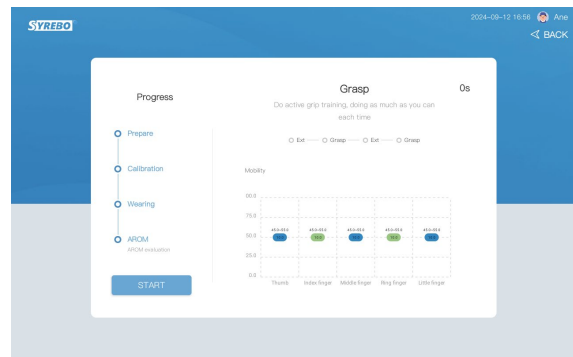 SYREBO
2024-09-12 16:56 Ane
BACK
Progress
Prepare
Calibration
Wearing
AROM
AROM evaluation
START
Grasp
0s
Do active grip training, doing as much as you can
each time
Ext Grasp Ext Grasp
Mobility
75.0
50.0
25.0
0.0
Thumb Index finger Middle finger Ring finger Little finger